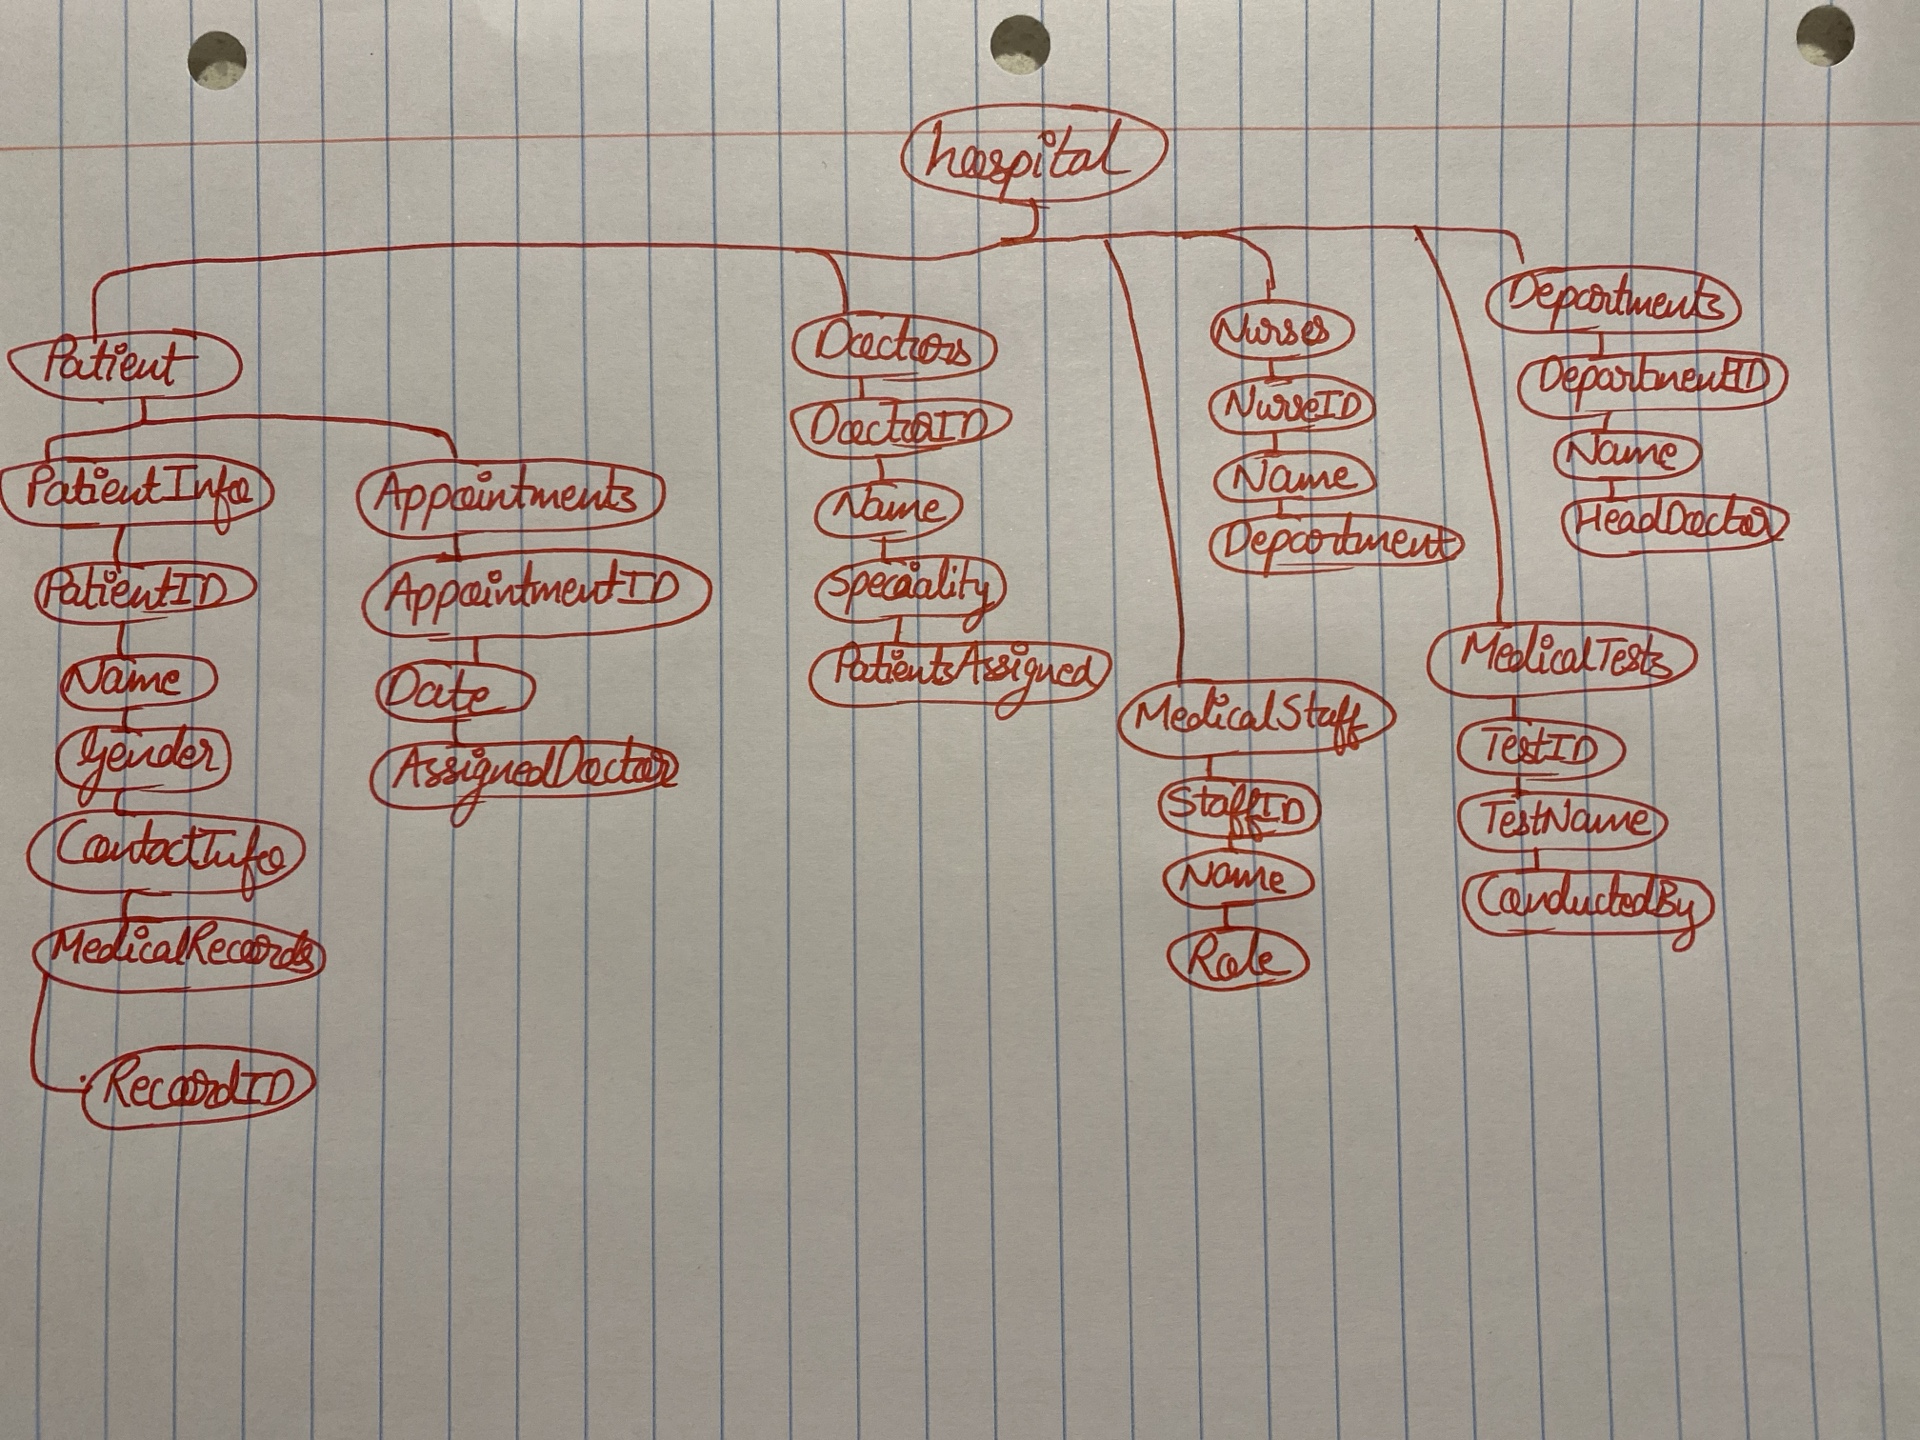 hospital
Patient
PatientInfo
PatientID
Name
Gender
ContactInfo
MedicalRecords
RecordID
Appointments
AppointmentID
Date
AssignedDoctor
Doctors
DoctorID
Name
Speciality
PatientsAssigned
MedicalStaff
StaffID
Name
Role
Nurses
NurseID
Name
Department
MedicalTests
TestID
TestName
ConductedBy
Departments
DepartmentID
Name
HeadDoctor